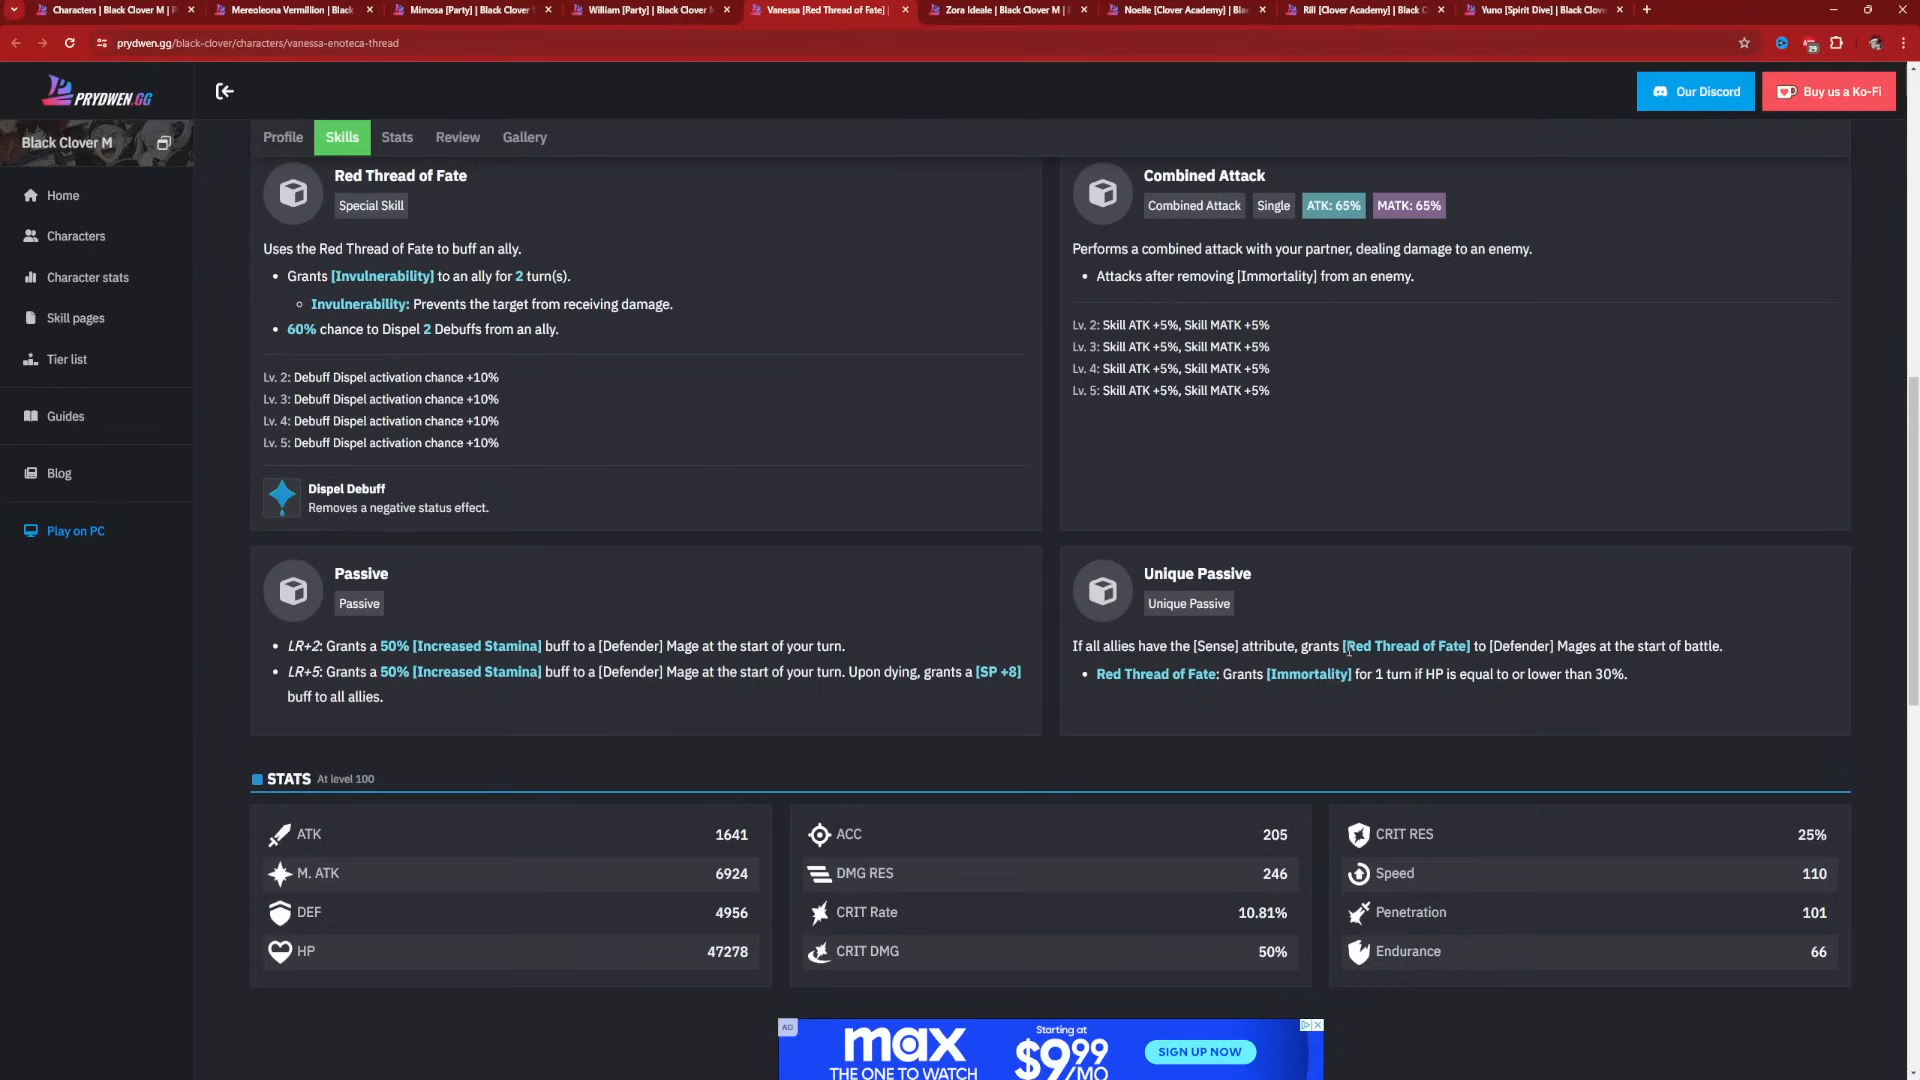 Characters | Black Clover M | P
Mereoleona Vermillion | Black
Mimosa [Party] | Black Clover
William [Party] | Black Clover
Vanessa [Red Thread of Fate] |
Zora Ideale | Black Clover M |
Noelle [Clover Academy] | Bla
Rill [Clover Academy] | Black C
Yuno [Spirit Dive] | Black Clove
prydwen.gg/black-clover/characters/vanessa-enoteca-thread
29
PRYDWEN.GG
Our Discord
Buy us a Ko-Fi
Black Clover M
Home
Characters
Character stats
Skill pages
Tier list
Guides
Blog
Play on PC
Profile
Skills
Stats
Review
Gallery
Red Thread of Fate
Special Skill
Uses the Red Thread of Fate to buff an ally.
Grants [Invulnerability] to an ally for 2 turn(s).
Invulnerability: Prevents the target from receiving damage.
60% chance to Dispel 2 Debuffs from an ally.
Lv. 2: Debuff Dispel activation chance +10%
Lv. 3: Debuff Dispel activation chance +10%
Lv. 4: Debuff Dispel activation chance +10%
Lv. 5: Debuff Dispel activation chance +10%
Dispel Debuff
Removes a negative status effect.
Combined Attack
Combined Attack Single ATK: 65% MATK: 65%
Performs a combined attack with your partner, dealing damage to an enemy.
Attacks after removing [Immortality] from an enemy.
Lv. 2: Skill ATK +5%, Skill MATK +5%
Lv. 3: Skill ATK +5%, Skill MATK +5%
Lv. 4: Skill ATK +5%, Skill MATK +5%
Lv. 5: Skill ATK +5%, Skill MATK +5%
Passive
Passive
LR+2: Grants a 50% [Increased Stamina] buff to a [Defender] Mage at the start of your turn.
LR+5: Grants a 50% [Increased Stamina] buff to a [Defender] Mage at the start of your turn. Upon dying, grants a [SP +8]
buff to all allies.
Unique Passive
Unique Passive
If all allies have the [Sense] attribute, grants [Red Thread of Fate] to [Defender] Mages at the start of battle.
Red Thread of Fate: Grants [Immortality] for 1 turn if HP is equal to or lower than 30%.
STATS At level 100
ATK 1641
M. ATK 6924
DEF 4956
HP 47278
ACC 205
DMG RES 246
CRIT Rate 10.81%
CRIT DMG 50%
CRIT RES 25%
Speed 110
Penetration 101
Endurance 66
AD
max
THE ONE TO WATCH
Starting at
$9.99/MO
SIGN UP NOW